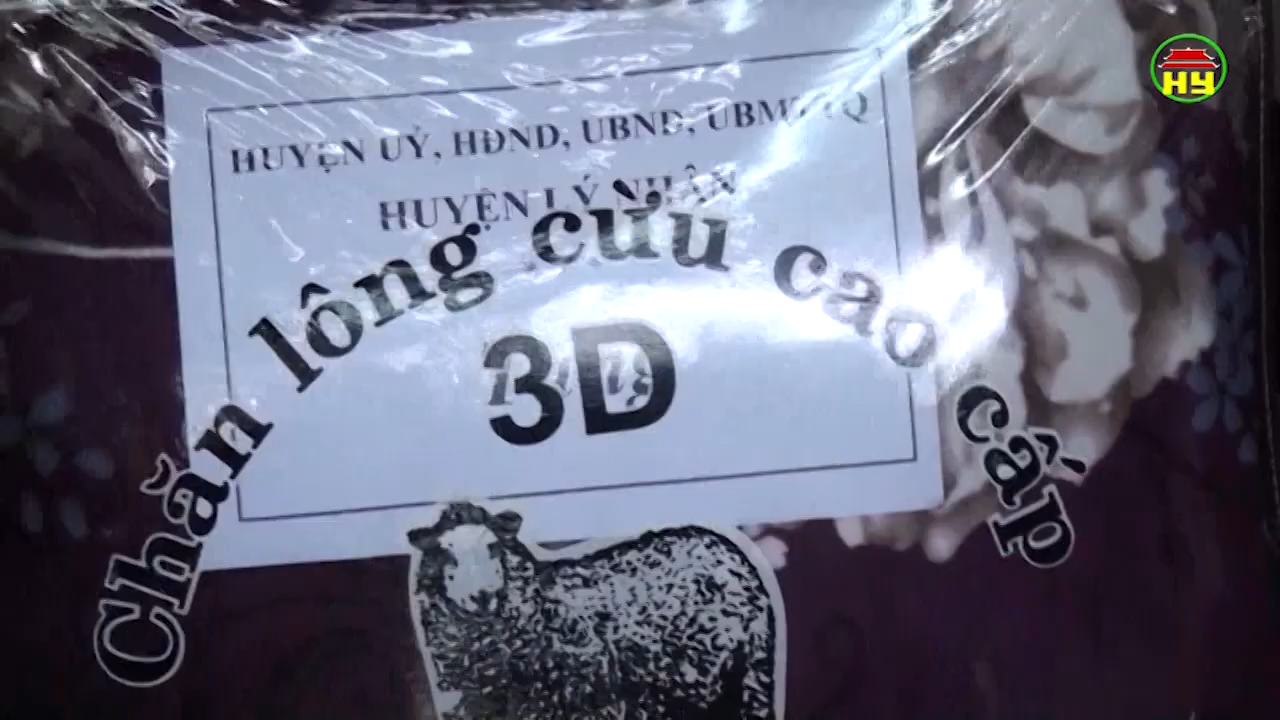 HUYỆN UỶ, HĐND, UBND, UBMTTQ
HUYỆN LÝ NHÂN
Chăn lông cừu cao cấp
3D
HY